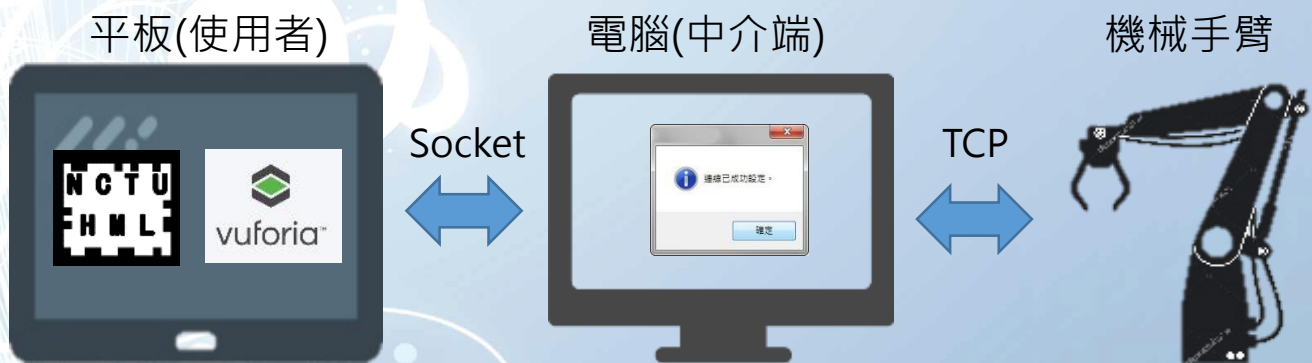 平板(使用者)
電腦(中介端)
機械手臂
NCTU
HML
vuforia™
Socket
連線已成功設定。
確定
TCP